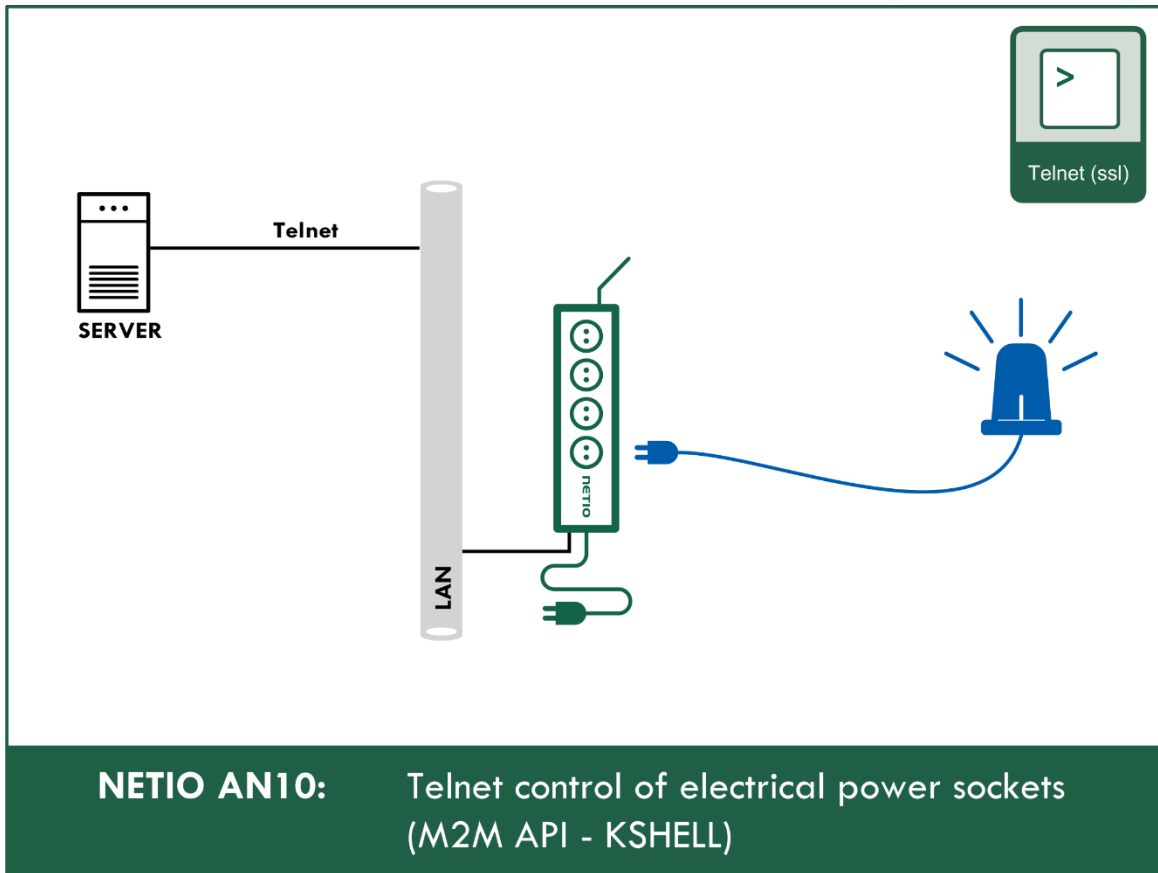 >
Telnet (ssl)
Telnet
SERVER
NETIO
LAN
NETIO AN10: Telnet control of electrical power sockets
(M2M API - KSHELL)